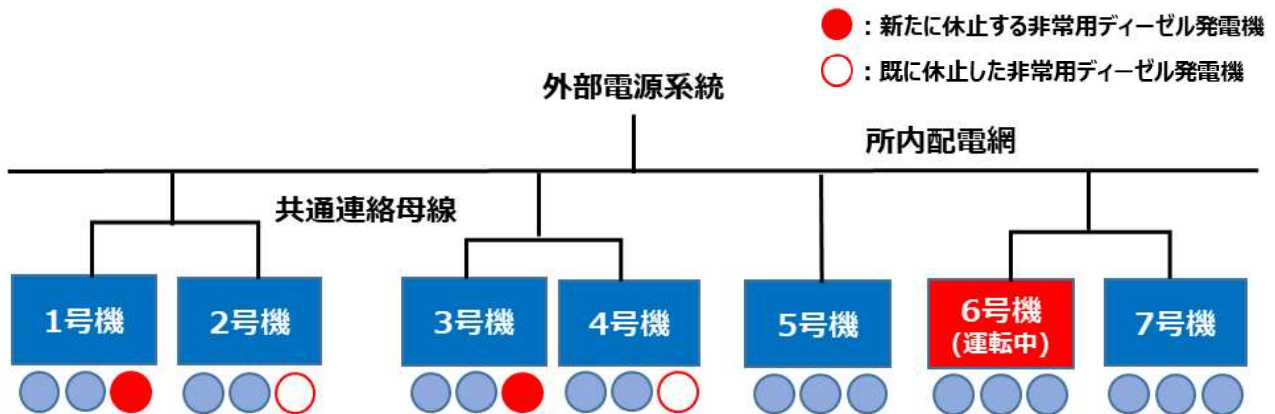 ：新たに休止する非常用ディーゼル発電機
：既に休止した非常用ディーゼル発電機
外部電源系統
所内配電網
共通連絡母線
1号機
2号機
3号機
4号機
5号機
6号機
(運転中)
7号機